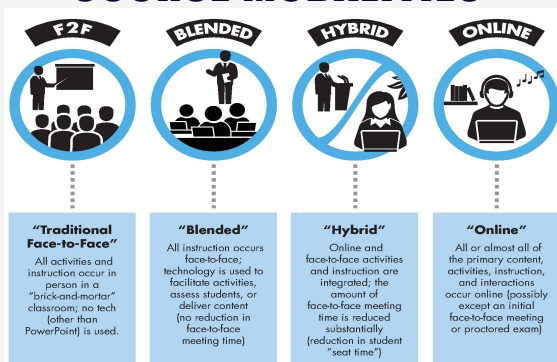 F2F
BLENDED
HYBRID
ONLINE
"Traditional
Face-to-Face"
All activities and
instruction occur in
person in a
"brick-and-mortar"
classroom; no tech
(other than
PowerPoint) is used.
"Blended"
All instruction occurs
face-to-face;
technology is used to
facilitate activities,
assess students, or
deliver content
(no reduction in
face-to-face
meeting time)
"Hybrid"
Online and
face-to-face activities
and instruction are
integrated; the
amount of
face-to-face meeting
time is reduced
substantially
(reduction in student
"seat time")
"Online"
All or almost all of
the primary content,
activities, instruction,
and interactions
occur online (possibly
except an initial
face-to-face meeting
or proctored exam)